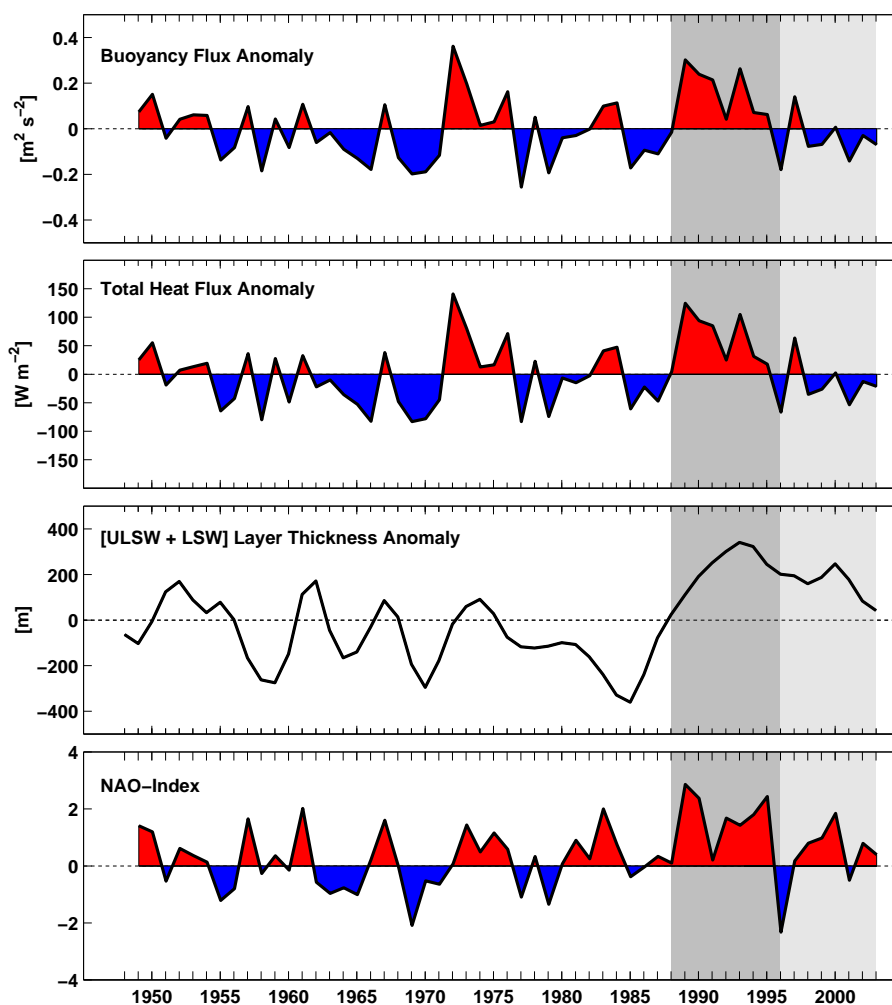 0.4
Buoyancy Flux Anomaly
0.2
0
−0.2
−0.4
[m² s⁻²]
150
Total Heat Flux Anomaly
100
50
0
−50
−100
−150
[W m⁻²]
400
[ULSW + LSW] Layer Thickness Anomaly
200
0
−200
−400
[m]
4
NAO−Index
2
0
−2
−4
1950 1955 1960 1965 1970 1975 1980 1985 1990 1995 2000